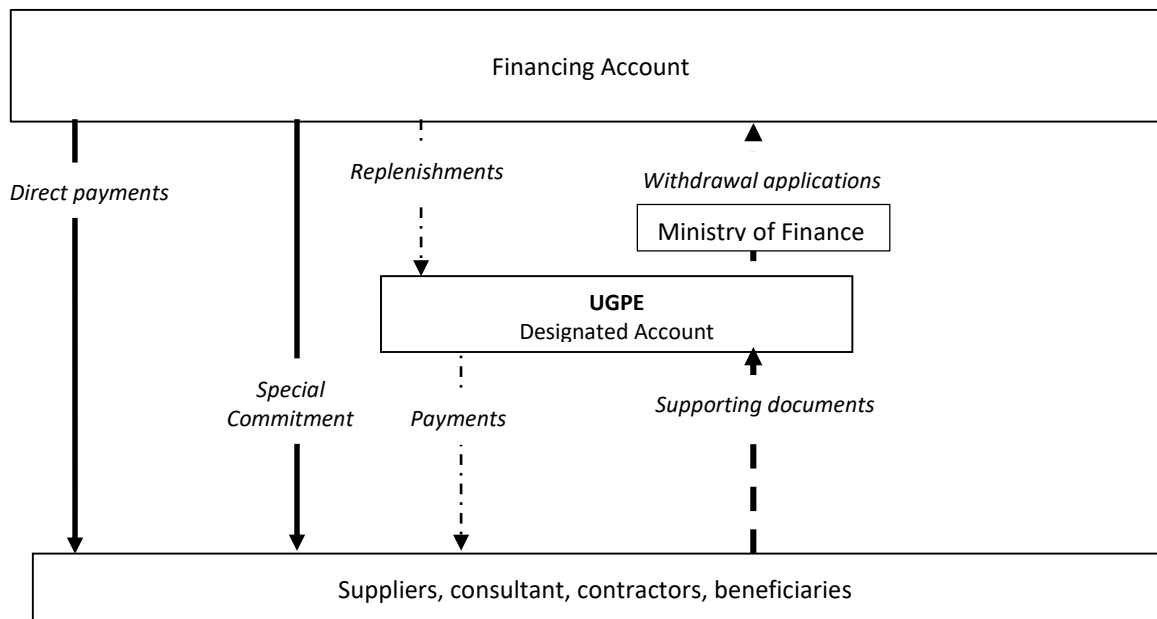 Financing Account
Replenishments
Withdrawal applications
Direct payments
Ministry of Finance
UGPE
Designated Account
Special
Commitment
Payments
Supporting documents
Suppliers, consultant, contractors, beneficiaries